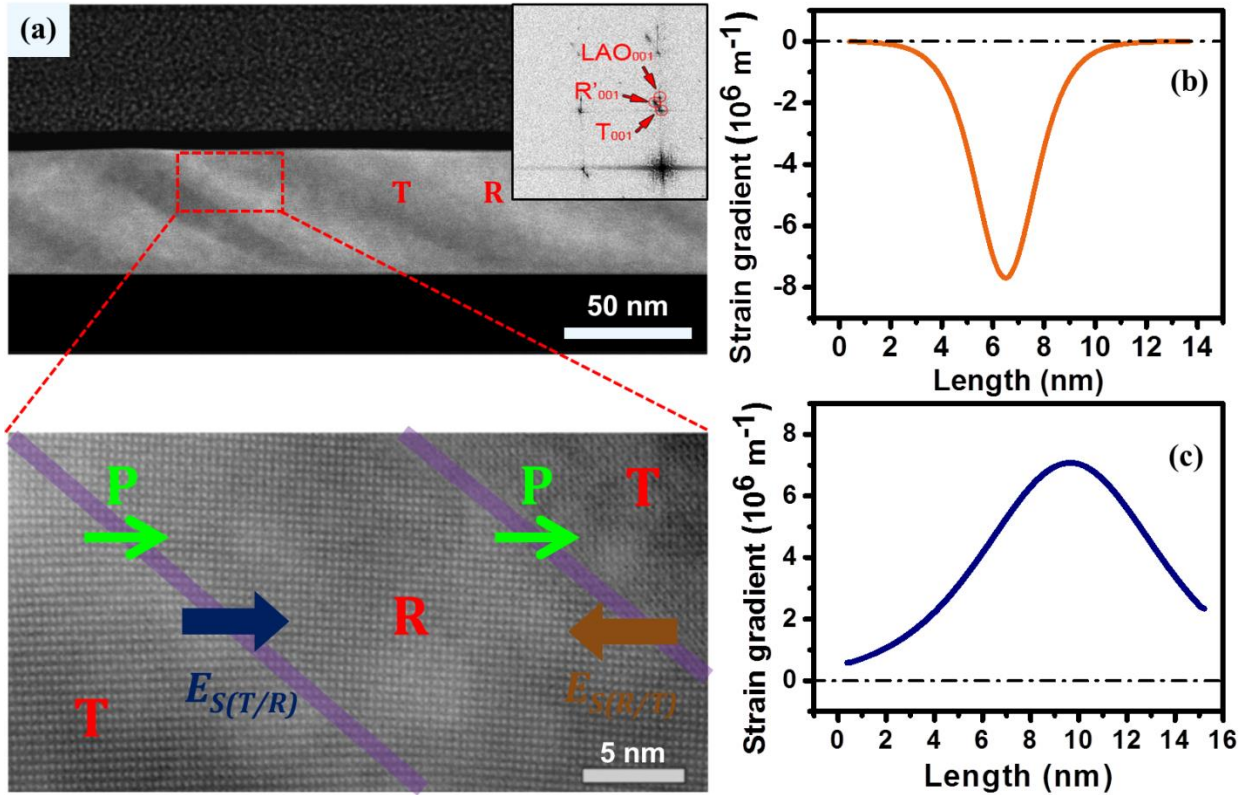 (a)
LAO001
R'001
T001
T R
50 nm
P P T
R
ES(T/R) ES(R/T)
T
5 nm
(b)
Strain gradient (10^6 m^-1)
0
-2
-4
-6
-8
0 2 4 6 8 10 12 14
Length (nm)
(c)
Strain gradient (10^6 m^-1)
8
6
4
2
0
0 2 4 6 8 10 12 14 16
Length (nm)